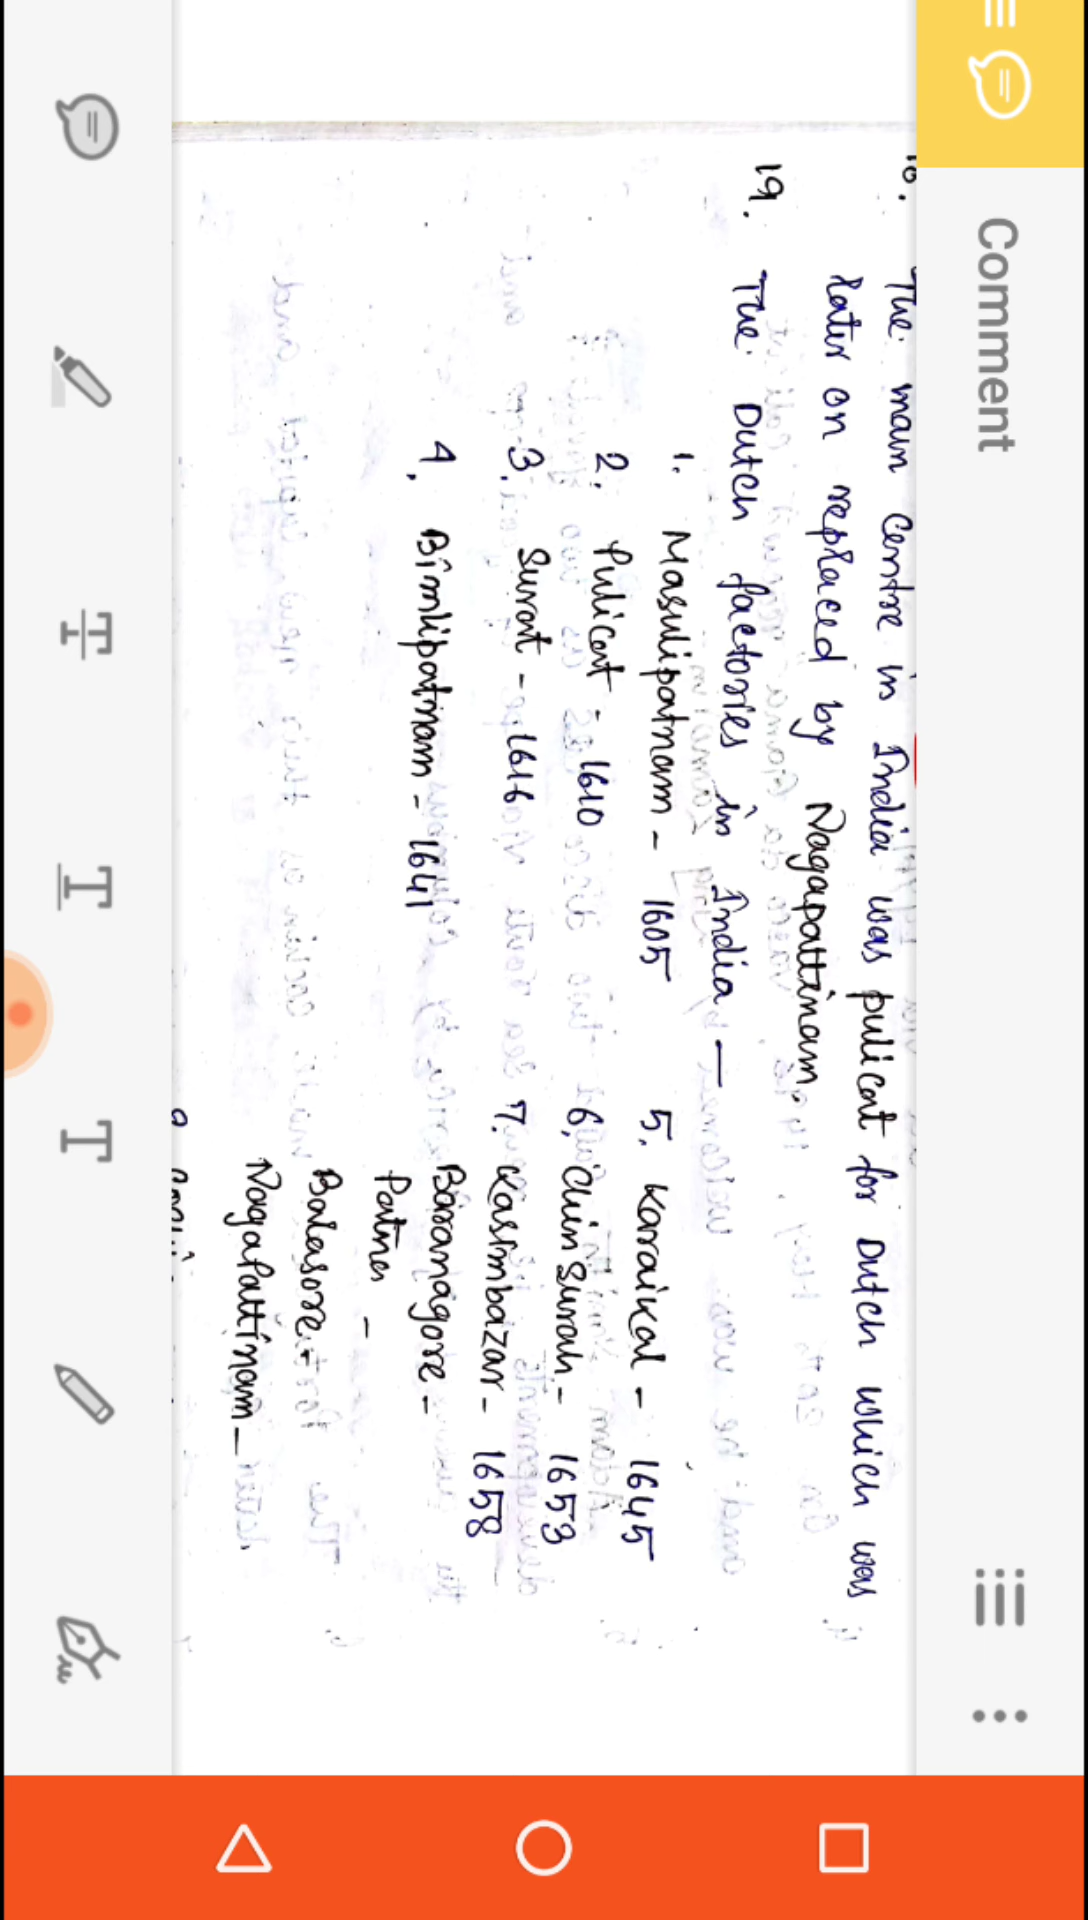 Comment
18. The main centre in India was pulicat for Dutch which was
later on replaced by Nagapattinam.
19. The Dutch factories in India —
1. Masulipatnam - 1605
2. Pulicat - 1610
3. Surat - 1616
4. Bimlipatnam - 1641
5. Karaikal - 1645
6. Chinsurah - 1653
7. Kasimbazar - 1658
Baranagore -
Patna -
Balasore -
Nagapattinam -